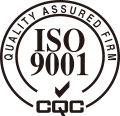 QUALITY ASSURED FIRM
ISO
9001
CQC